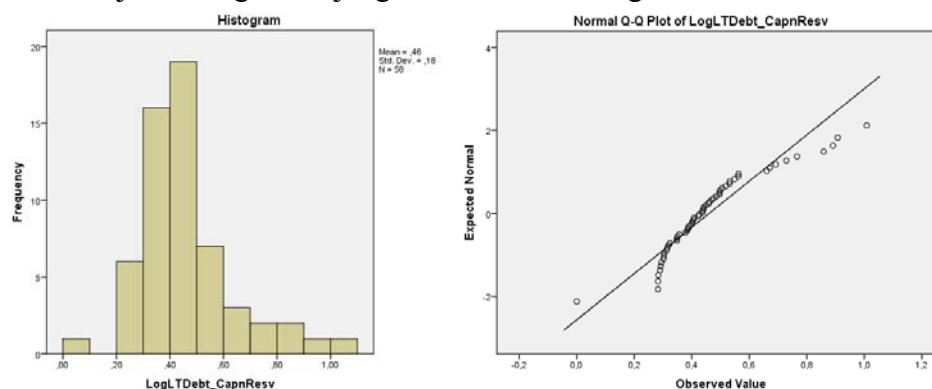 Histogram
Mean = ,46
Std. Dev. = ,18
N = 58
20
15
10
5
0
Frequency
,00 ,20 ,40 ,60 ,80 1,00
LogLTDebt_CapnResv
Normal Q-Q Plot of LogLTDebt_CapnResv
4
2
0
-2
Expected Normal
-0,2 0,0 0,2 0,4 0,6 0,8 1,0 1,2
Observed Value